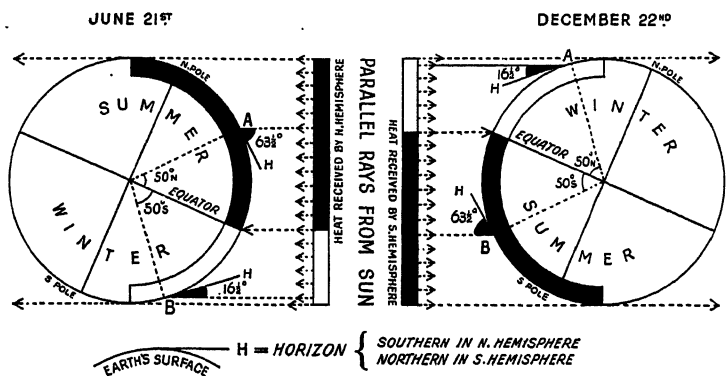 JUNE 21ST.
DECEMBER 22ND.
N.POLE
SUMMER
A
63½°
H
50°N
EQUATOR
50°S
WINTER
S POLE
H
16½°
B
HEAT RECEIVED BY N.HEMISPHERE
PARALLEL RAYS FROM SUN
HEAT RECEIVED BY S.HEMISPHERE
A
16½°
H
N.POLE
WINTER
EQUATOR
50°N
50°S
H
63½°
B
SUMMER
S POLE
EARTH'S SURFACE
H = HORIZON { SOUTHERN IN N. HEMISPHERE
NORTHERN IN S. HEMISPHERE